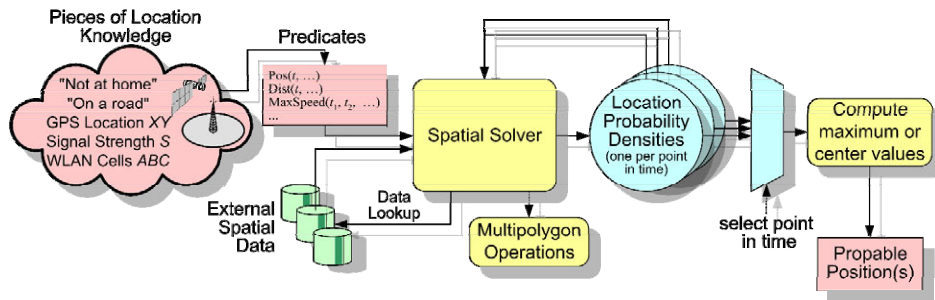 Pieces of Location
Knowledge
"Not at home"
"On a road"
GPS Location XY
Signal Strength S
WLAN Cells ABC
Predicates
Pos(t, ...)
Dist(t, ...)
MaxSpeed(t1, t2, ...)
...
External
Spatial
Data
Data
Lookup
Spatial Solver
Multipolygon
Operations
Location
Probability
Densities
(one per point
in time)
select point
in time
Compute
maximum or
center values
Propable
Position(s)